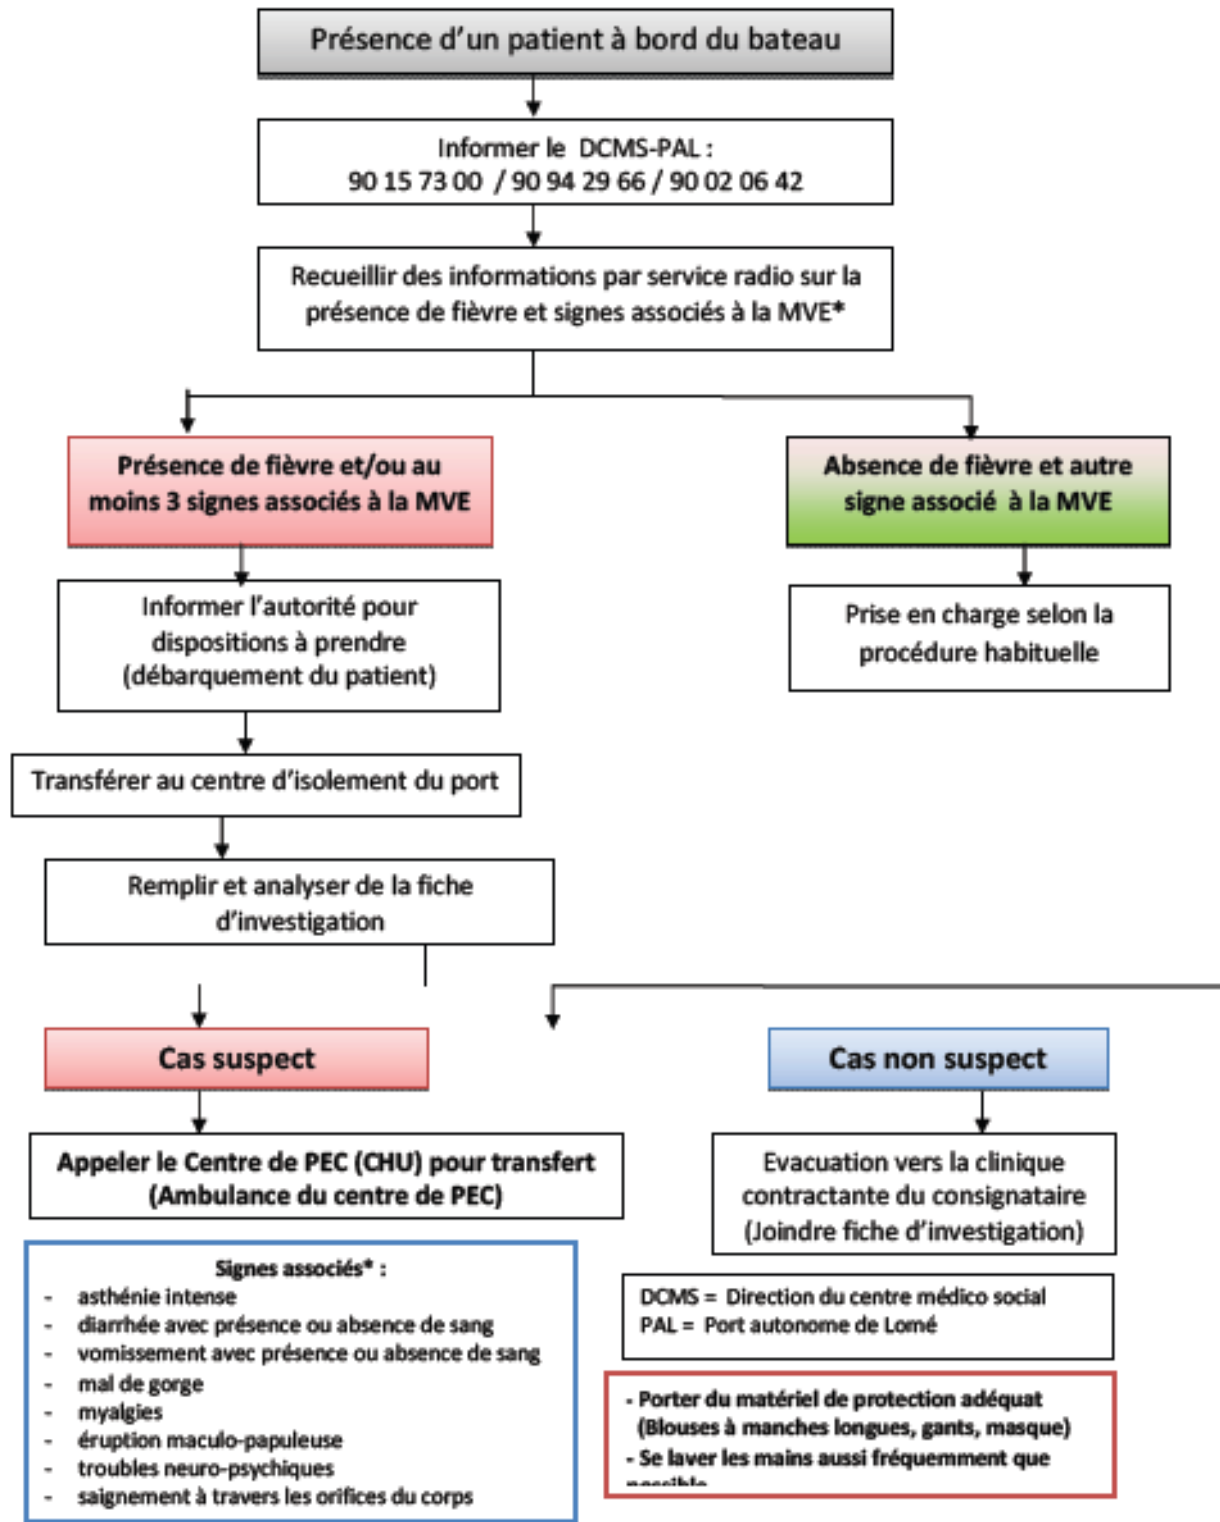 Présence d'un patient à bord du bateau
Informer le DCMS-PAL :
90 15 73 00 / 90 94 29 66 / 90 02 06 42
Recueillir des informations par service radio sur la
présence de fièvre et signes associés à la MVE*
Présence de fièvre et/ou au
moins 3 signes associés à la MVE
Absence de fièvre et autre
signe associé à la MVE
Informer l'autorité pour
dispositions à prendre
(débarquement du patient)
Prise en charge selon la
procédure habituelle
Transférer au centre d'isolement du port
Remplir et analyser de la fiche
d'investigation
Cas suspect
Cas non suspect
Appeler le Centre de PEC (CHU) pour transfert
(Ambulance du centre de PEC)
Evacuation vers la clinique
contractante du consignataire
(Joindre fiche d'investigation)
Signes associés* :
- asthénie intense
- diarrhée avec présence ou absence de sang
- vomissement avec présence ou absence de sang
- mal de gorge
- myalgies
- éruption maculo-papuleuse
- troubles neuro-psychiques
- saignement à travers les orifices du corps
DCMS = Direction du centre médico social
PAL = Port autonome de Lomé
- Porter du matériel de protection adéquat
(Blouses à manches longues, gants, masque)
- Se laver les mains aussi fréquemment que